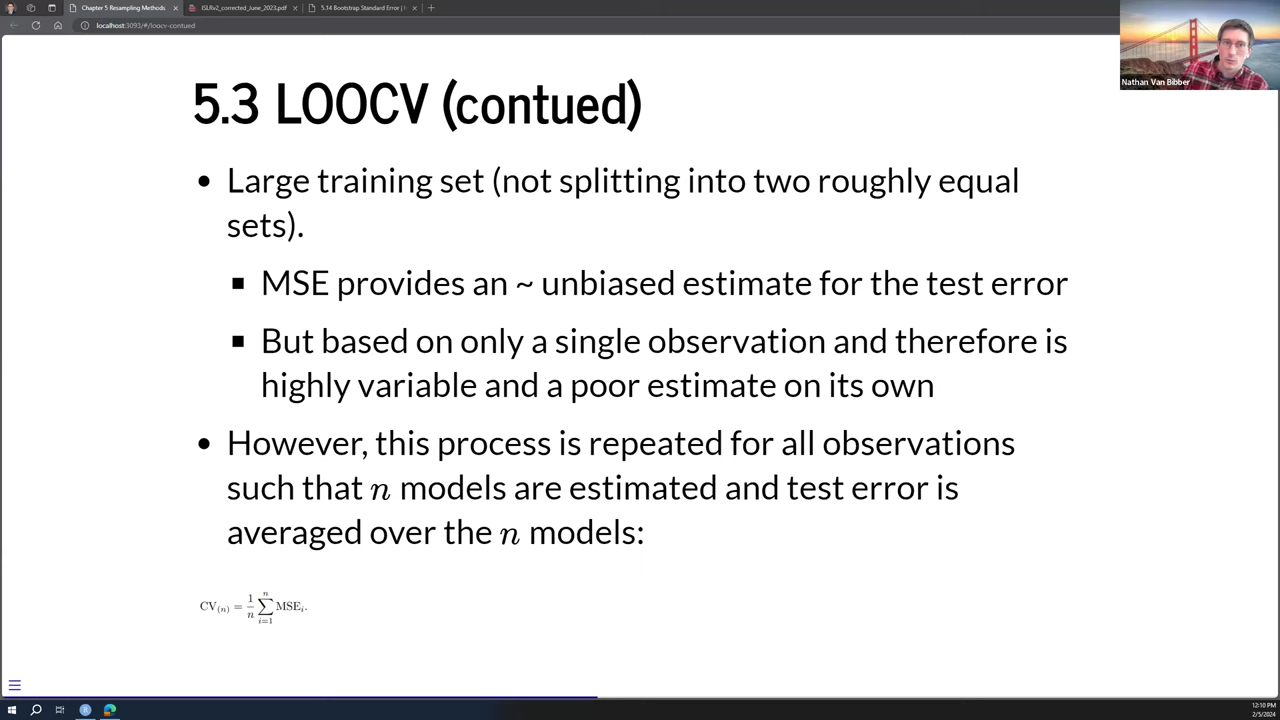 Chapter 5 Resampling Methods
ISLRv2_corrected_June_2023.pdf
5.14 Bootstrap Standard Error | N
localhost:3093/#/loocv-contued
Nathan Van Bibber
5.3 LOOCV (contued)
• Large training set (not splitting into two roughly equal
sets).
▪ MSE provides an ~ unbiased estimate for the test error
▪ But based on only a single observation and therefore is
highly variable and a poor estimate on its own
• However, this process is repeated for all observations
such that n models are estimated and test error is
averaged over the n models:
CV(n) = 1/n ∑ i=1 n MSEi.
12:10 PM
2/5/2024